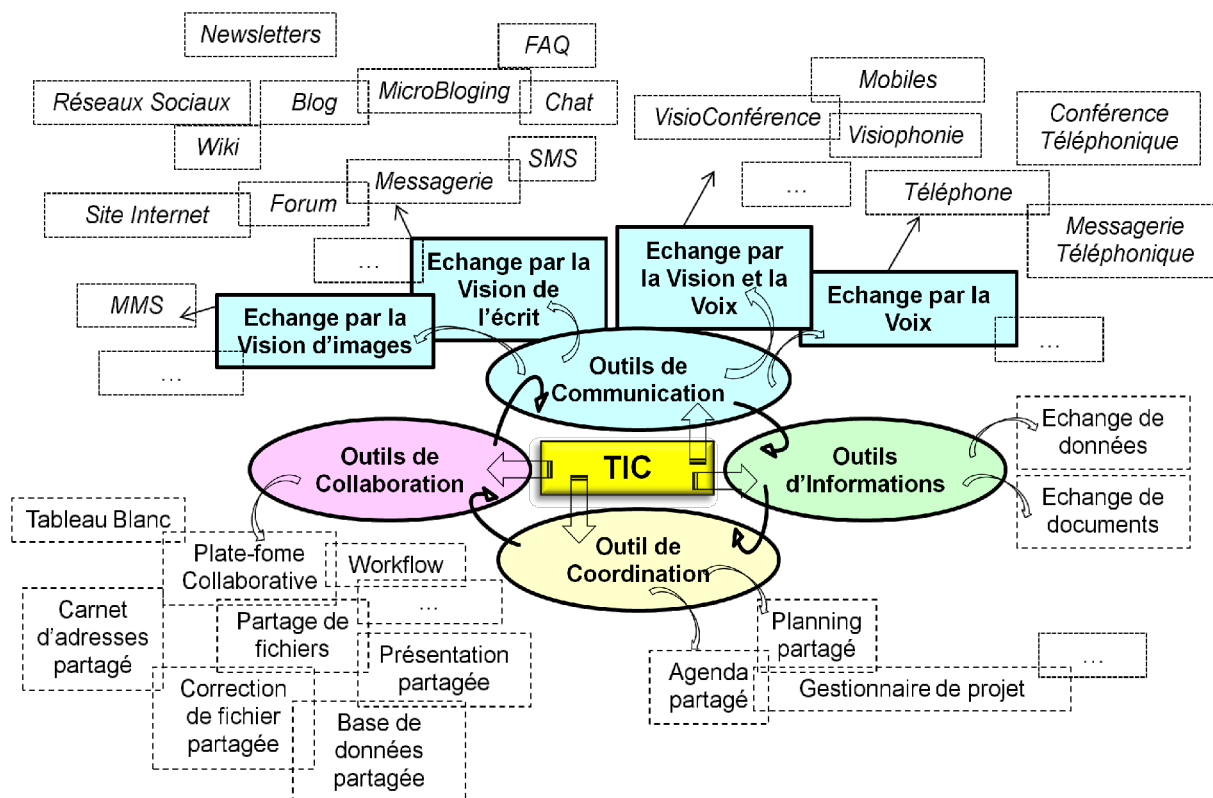 Newsletters
FAQ
Mobiles
Réseaux Sociaux
Blog
MicroBloging
Chat
VisioConférence
Conférence
Téléphonique
Wiki
SMS
Visiophonie
Messagerie
...
Téléphone
Site Internet
Forum
Messagerie
Téléphonique
...
Echange par la
Vision de
l'écrit
Echange par
la Vision et la
Voix
Echange par la
Voix
MMS
Echange par la
Vision d'images
...
...
Outils de
Communication
Echange de
données
Outils de
Collaboration
TIC
Outils
d'Informations
Echange de
documents
Tableau Blanc
Plate-fome
Collaborative
Workflow
Outil de
Coordination
...
Carnet
d'adresses
partagé
Partage de
fichiers
Présentation
partagée
Planning
partagé
...
Agenda
partagé
Gestionnaire de projet
Correction
de fichier
partagée
Base de
données
partagée